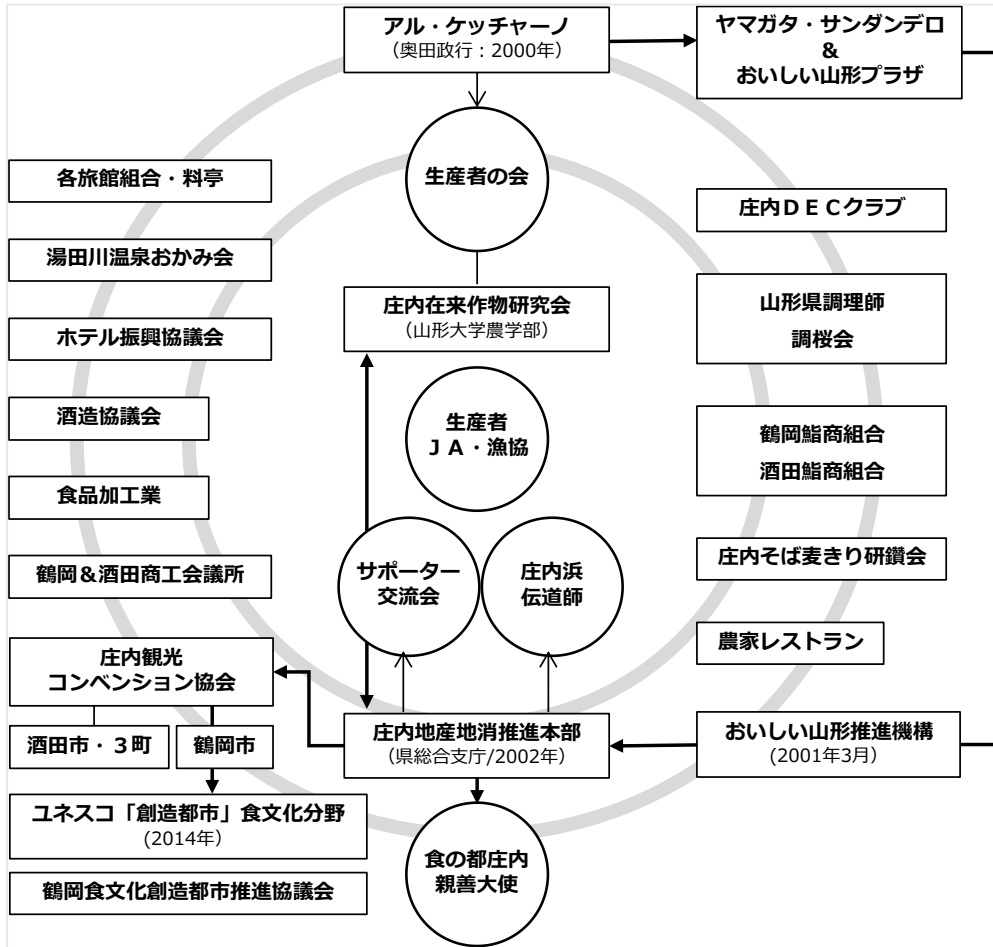 アル・ケッチャーノ
（奥田政行：2000年）
ヤマガタ・サンダンデロ
&
おいしい山形プラザ
生産者の会
各旅館組合・料亭
庄内ＤＥＣクラブ
湯田川温泉おかみ会
庄内在来作物研究会
（山形大学農学部）
山形県調理師
調桜会
ホテル振興協議会
酒造協議会
生産者
ＪＡ・漁協
鶴岡鮨商組合
酒田鮨商組合
食品加工業
鶴岡&酒田商工会議所
サポーター
交流会
庄内浜
伝道師
庄内そば麦きり研鑽会
農家レストラン
庄内観光
コンベンション協会
酒田市・３町
鶴岡市
庄内地産地消推進本部
（県総合支庁/2002年）
おいしい山形推進機構
(2001年3月）
ユネスコ「創造都市」食文化分野
(2014年）
食の都庄内
親善大使
鶴岡食文化創造都市推進協議会